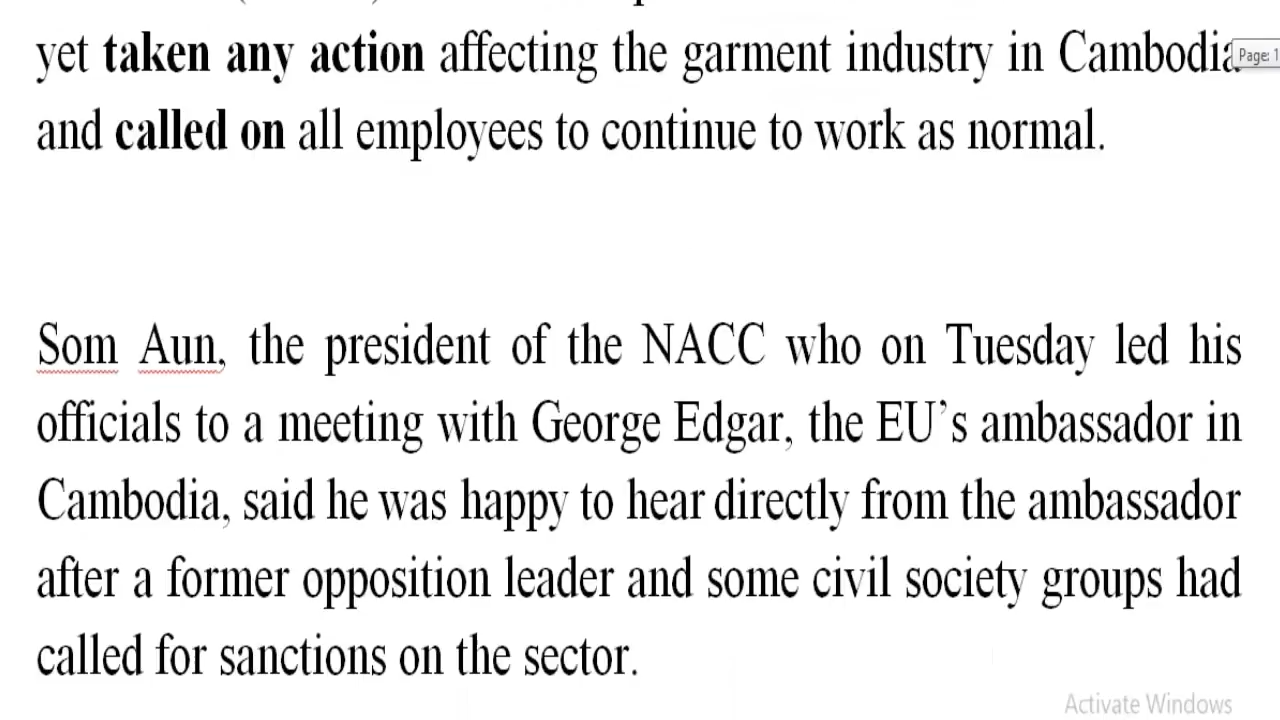 yet taken any action affecting the garment industry in Cambodia
Page: 1
and called on all employees to continue to work as normal.
Som Aun, the president of the NACC who on Tuesday led his
officials to a meeting with George Edgar, the EU’s ambassador in
Cambodia, said he was happy to hear directly from the ambassador
after a former opposition leader and some civil society groups had
called for sanctions on the sector.
Activate Windows